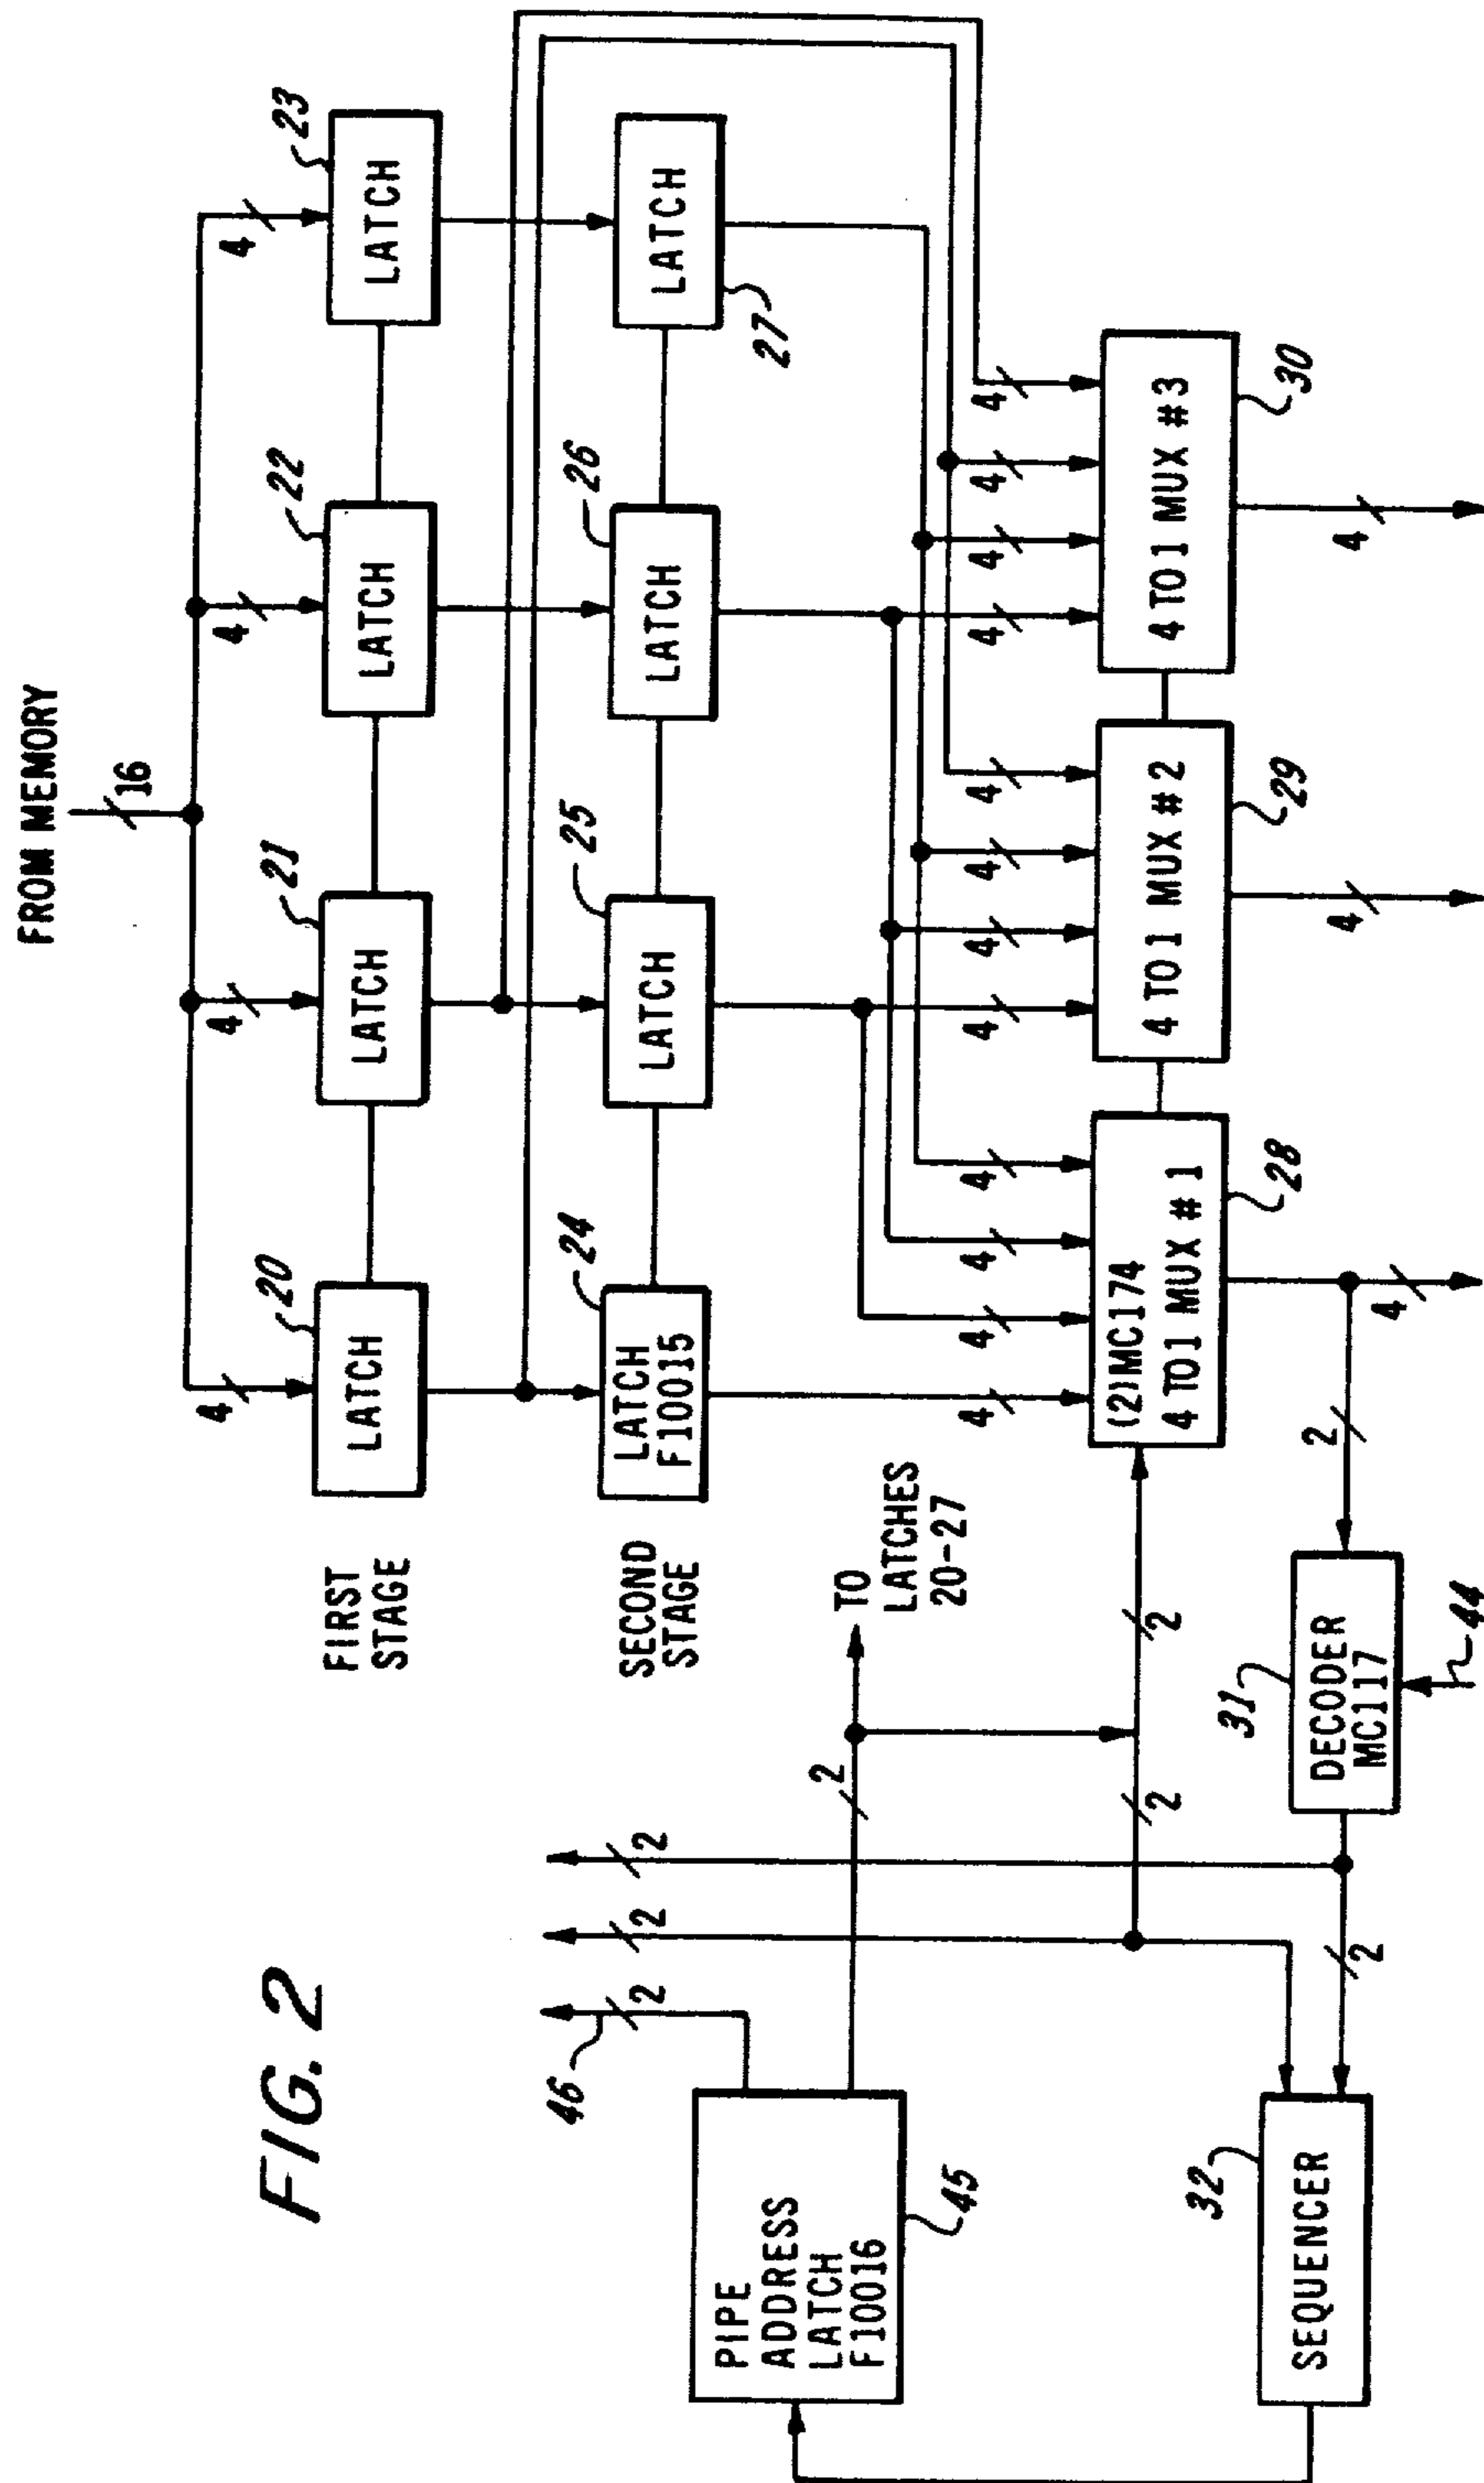 FIG. 2
FROM MEMORY
16
4
4
4
4
20
21
22
23
FIRST
STAGE
LATCH
LATCH
LATCH
LATCH
24
25
26
27
SECOND
STAGE
LATCH
F10015
LATCH
LATCH
LATCH
TO
LATCHES
20-27
4
4
4
4
4
4
4
4
4
4
4
4
(2)MC174
4 TO 1 MUX #1
4 TO 1 MUX #2
4 TO 1 MUX #3
28
29
30
4
4
4
2
46
2
2
2
2
2
2
2
PIPE
ADDRESS
LATCH
F10016
45
31
DECODER
MC117
44
32
SEQUENCER